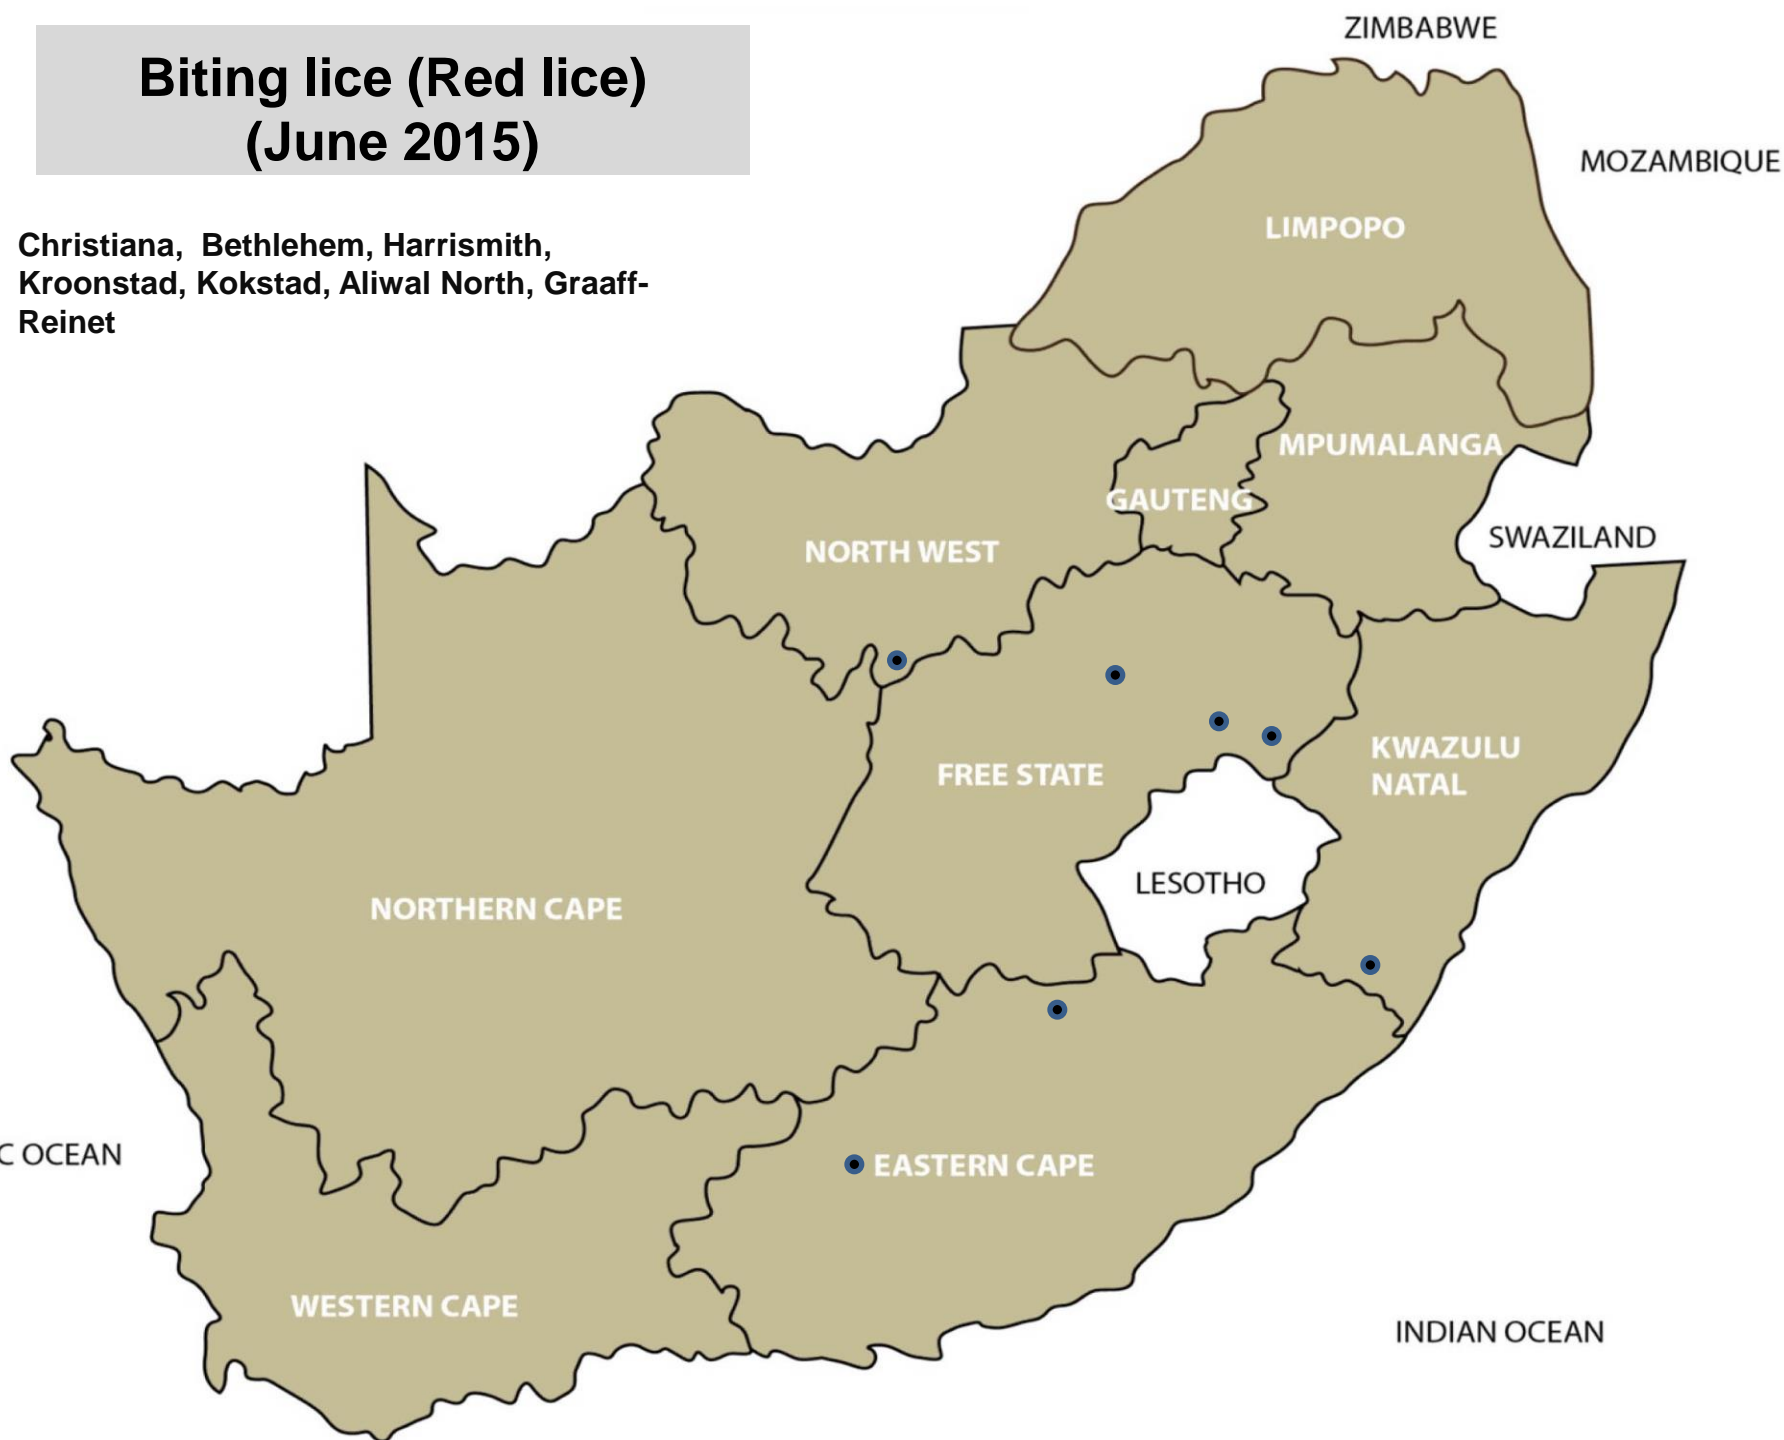 Biting lice (Red lice)
(June 2015)
Christiana, Bethlehem, Harrismith,
Kroonstad, Kokstad, Aliwal North, Graaff-
Reinet
ZIMBABWE
MOZAMBIQUE
LIMPOPO
MPUMALANGA
GAUTENG
SWAZILAND
NORTH WEST
KWAZULU
NATAL
FREE STATE
LESOTHO
NORTHERN CAPE
C OCEAN
EASTERN CAPE
WESTERN CAPE
INDIAN OCEAN